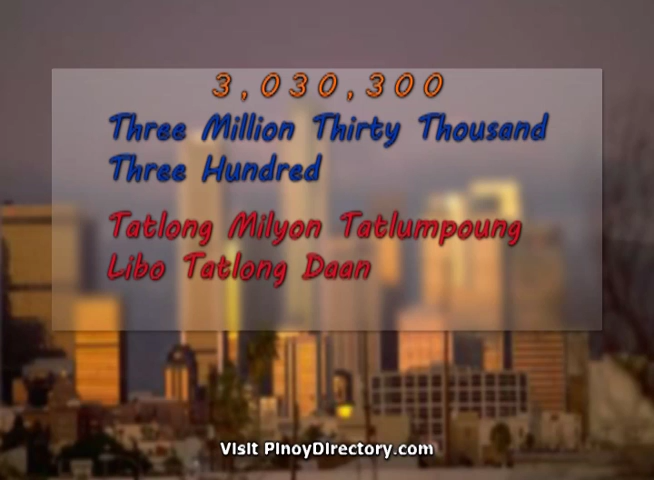 3,030,300
Three Million Thirty Thousand
Three Hundred
Tatlong Milyon Tatlumpoung
Libo Tatlong Daan
Visit PinoyDirectory.com